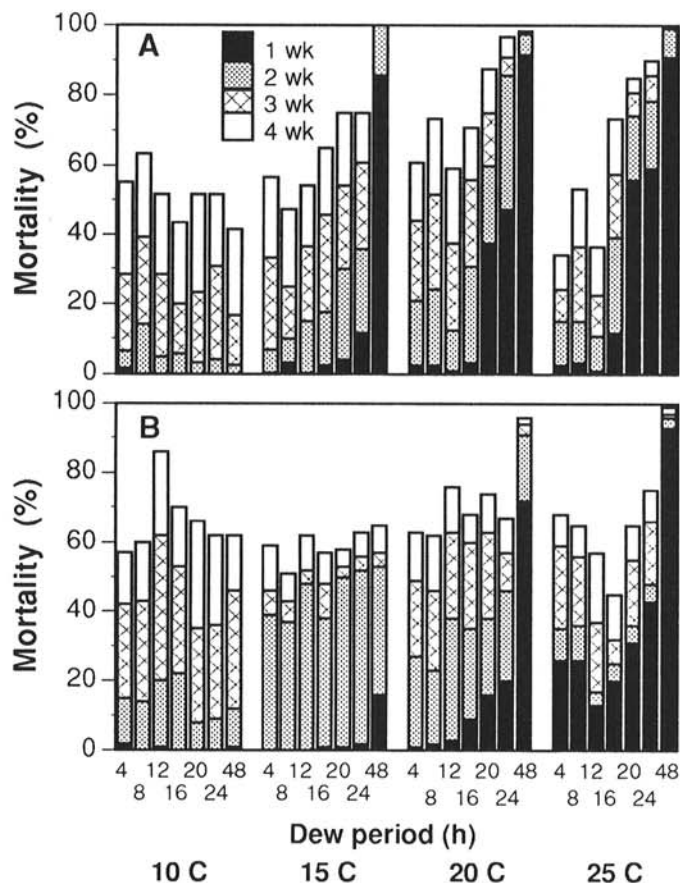 A
1 wk
2 wk
3 wk
4 wk
Mortality (%)
100
80
60
40
20
0
B
Mortality (%)
100
80
60
40
20
0
4 12 20 48 4 12 20 48 4 12 20 48 4 12 20 48
8 16 24 8 16 24 8 16 24 8 16 24
Dew period (h)
10 C 15 C 20 C 25 C